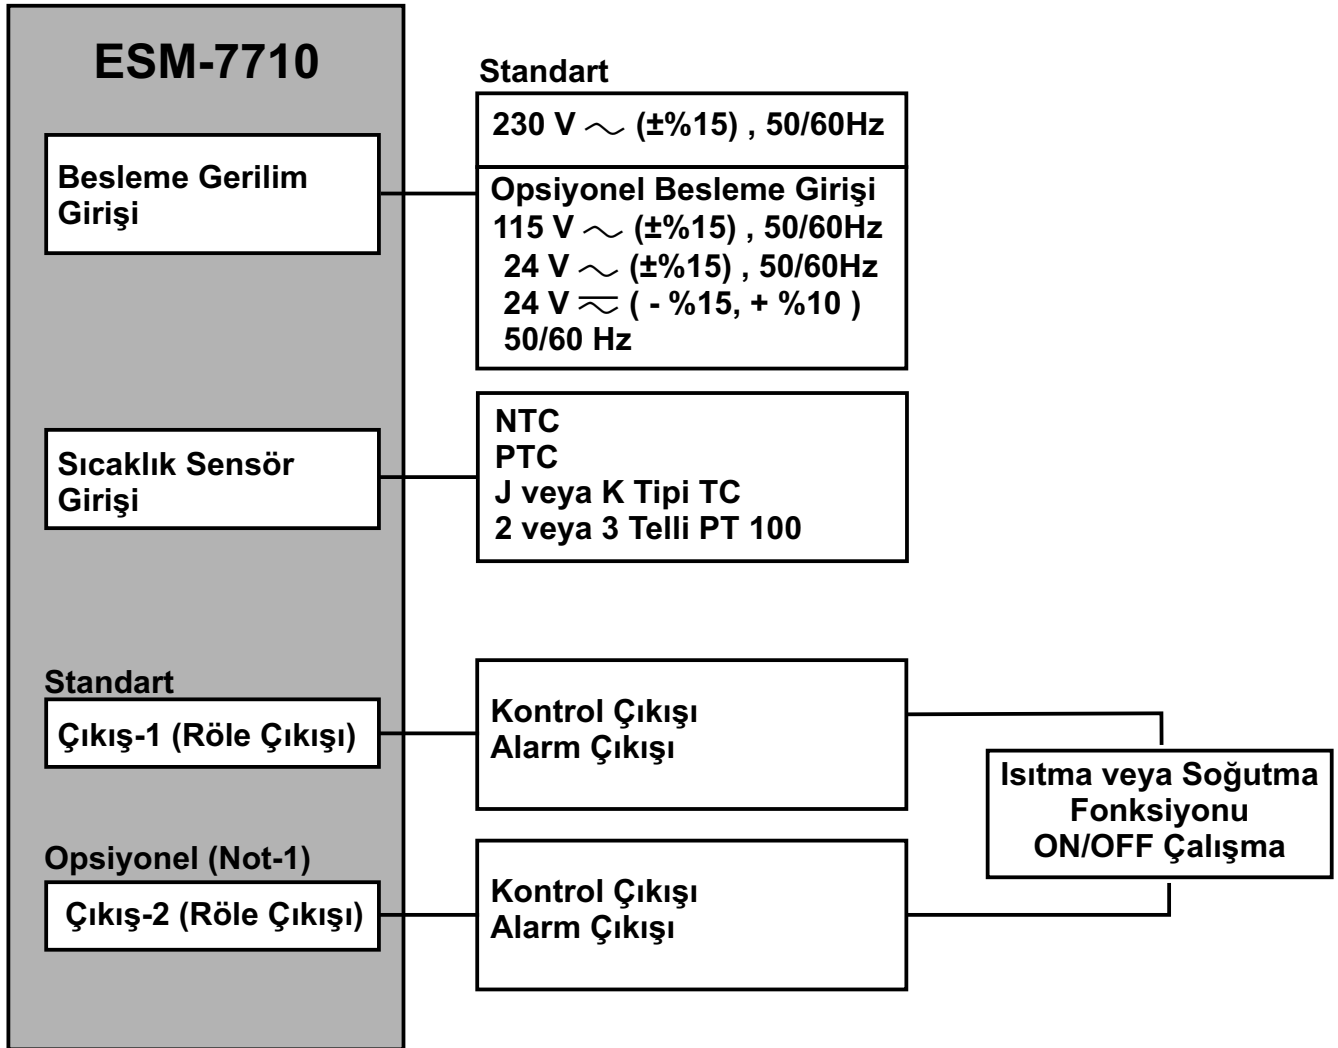 ESM-7710
Standart
230 V ～ (±%15) , 50/60Hz
Besleme Gerilim
Girişi
Opsiyonel Besleme Girişi
115 V ～ (±%15) , 50/60Hz
24 V ～ (±%15) , 50/60Hz
24 V ⏦ ( - %15, + %10 )
50/60 Hz
Sıcaklık Sensör
Girişi
NTC
PTC
J veya K Tipi TC
2 veya 3 Telli PT 100
Standart
Çıkış-1 (Röle Çıkışı)
Kontrol Çıkışı
Alarm Çıkışı
Isıtma veya Soğutma
Fonksiyonu
ON/OFF Çalışma
Opsiyonel (Not-1)
Çıkış-2 (Röle Çıkışı)
Kontrol Çıkışı
Alarm Çıkışı